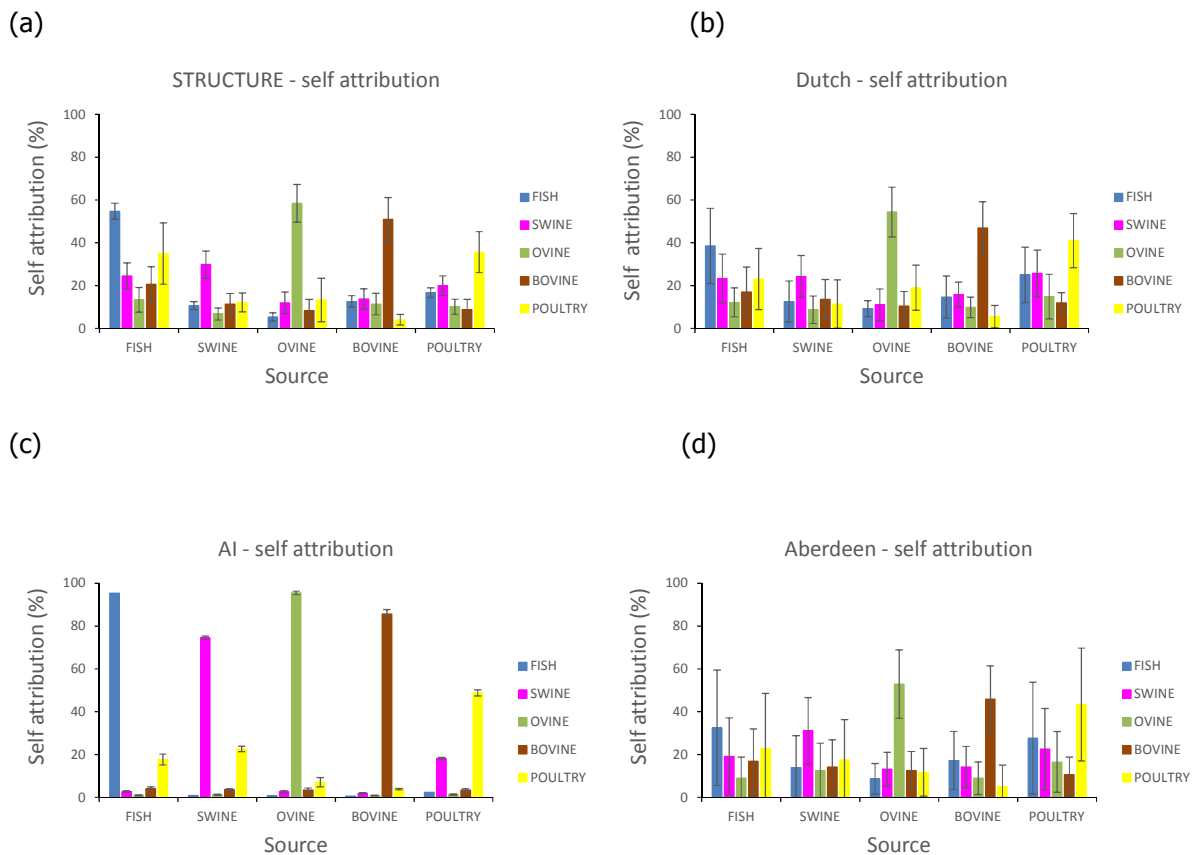 (a)
STRUCTURE - self attribution
Self attribution (%)
100
80
60
40
20
0
FISH SWINE OVINE BOVINE POULTRY
Source
FISH
SWINE
OVINE
BOVINE
POULTRY
(b)
Dutch - self attribution
Self attribution (%)
100
80
60
40
20
0
FISH SWINE OVINE BOVINE POULTRY
Source
FISH
SWINE
OVINE
BOVINE
POULTRY
(c)
AI - self attribution
Self attribution (%)
100
80
60
40
20
0
FISH SWINE OVINE BOVINE POULTRY
Source
FISH
SWINE
OVINE
BOVINE
POULTRY
(d)
Aberdeen - self attribution
Self attribution (%)
100
80
60
40
20
0
FISH SWINE OVINE BOVINE POULTRY
Source
FISH
SWINE
OVINE
BOVINE
POULTRY